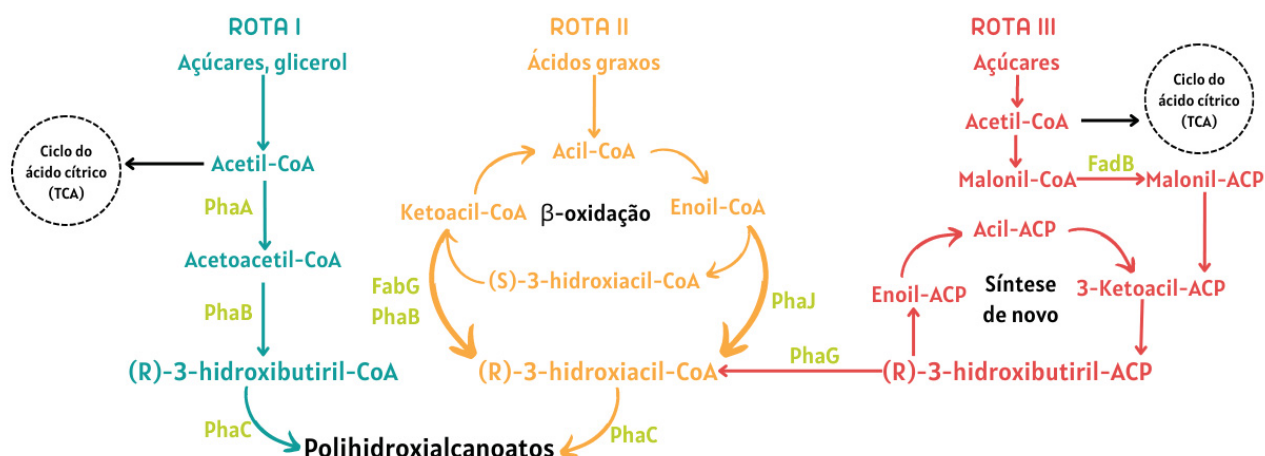 ROTA I
Açúcares, glicerol
Ciclo do
ácido cítrico
(TCA)
Acetil-CoA
PhaA
Acetoacetil-CoA
PhaB
(R)-3-hidroxibutiril-CoA
PhaC
Polihidroxialcanoatos
ROTA II
Ácidos graxos
Acil-CoA
Ketoacil-CoA
β-oxidação
Enoil-CoA
(S)-3-hidroxiacil-CoA
FabG
PhaB
PhaJ
(R)-3-hidroxiacil-CoA
PhaC
ROTA III
Açúcares
Acetil-CoA
Ciclo do
ácido cítrico
(TCA)
Malonil-CoA
FadB
Malonil-ACP
Acil-ACP
Enoil-ACP
Síntese
de novo
3-Ketoacil-ACP
PhaG
(R)-3-hidroxibutiril-ACP